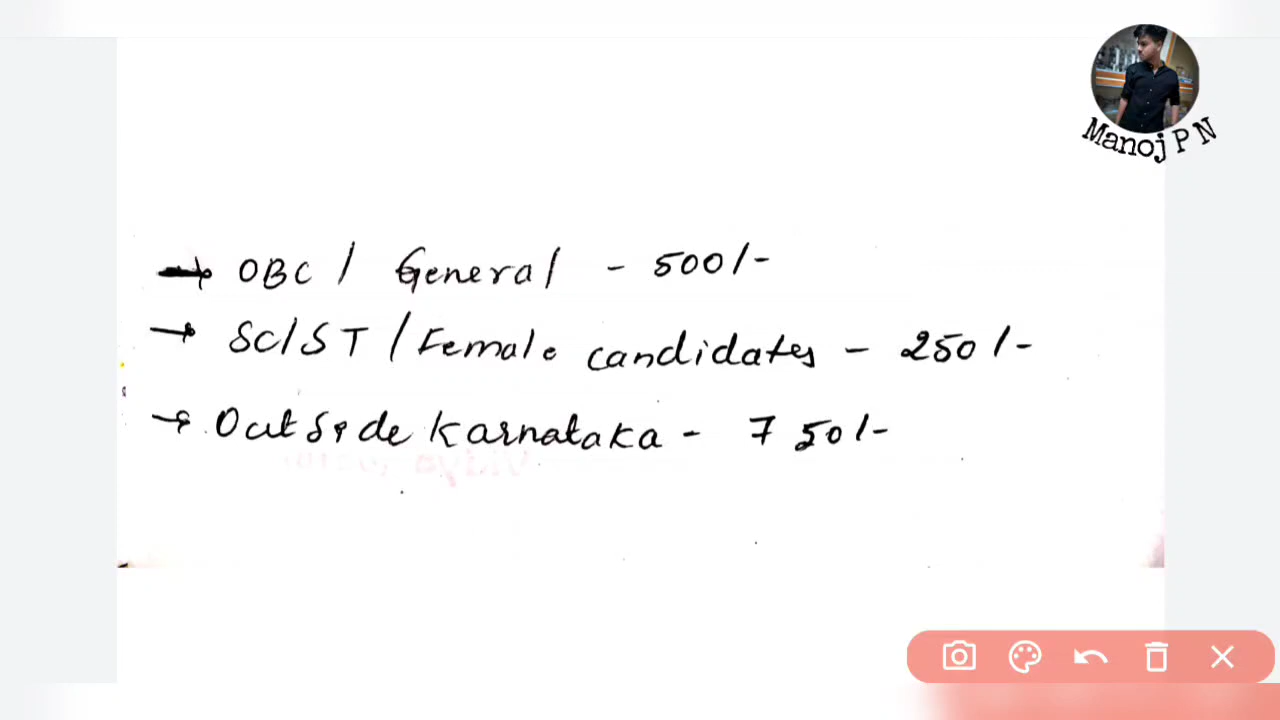 Manoj P N
→ OBC / General / - 500/-
→ SC/ST / Female candidates - 250/-
→ Outside Karnataka - 750/-